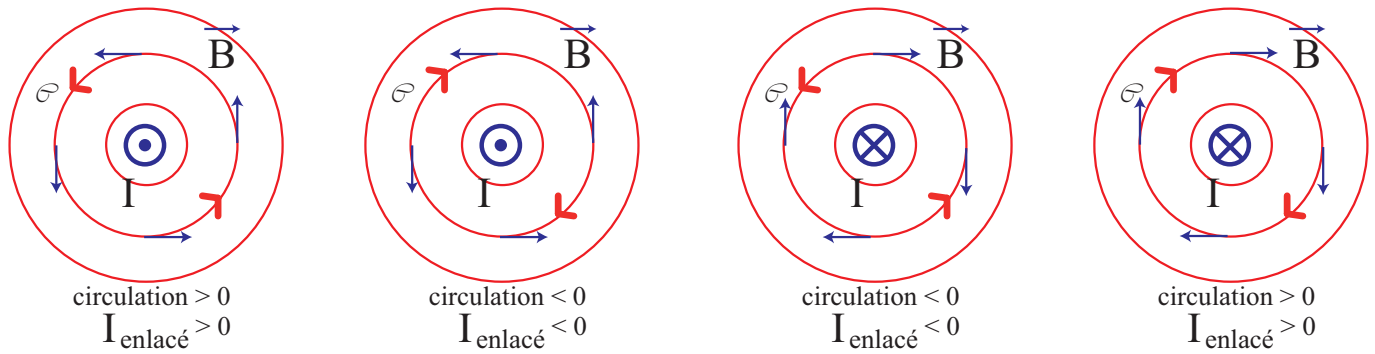 B
B
B
B
I
I
I
I
circulation > 0
I enlacé > 0
circulation < 0
I enlacé < 0
circulation < 0
I enlacé < 0
circulation > 0
I enlacé > 0